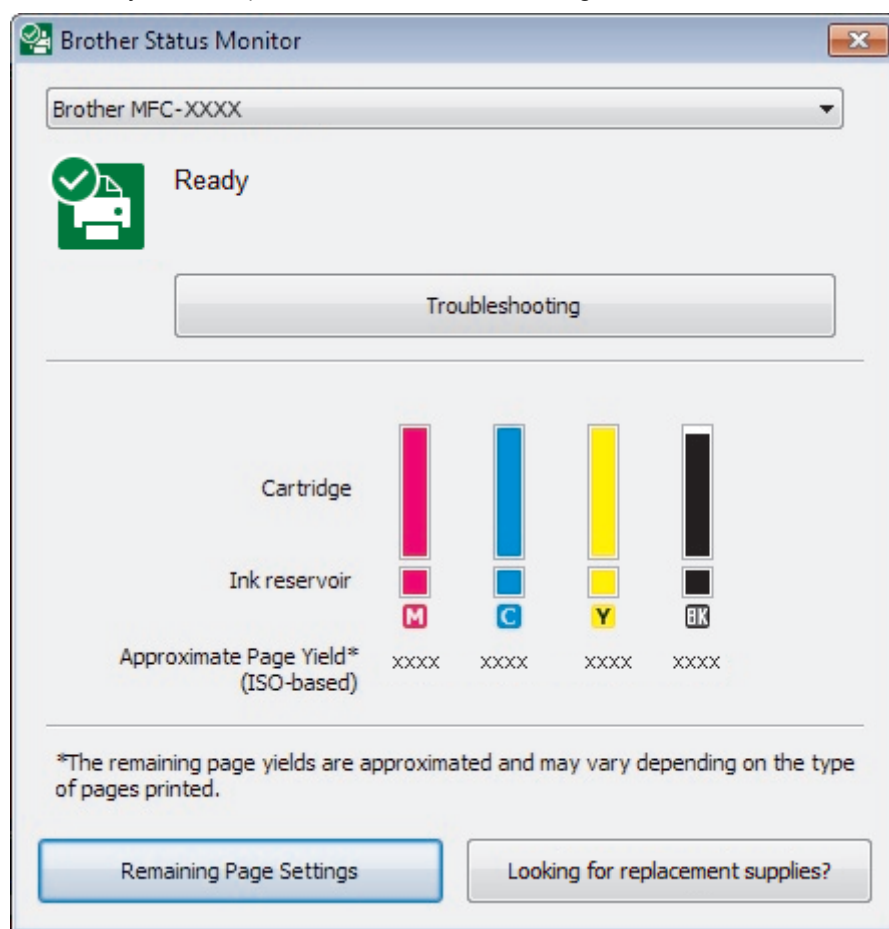 Brother Status Monitor
Brother MFC-XXXX
Ready
Troubleshooting
Cartridge
Ink reservoir
M C Y BK
Approximate Page Yield* xxxx xxxx xxxx xxxx
(ISO-based)
*The remaining page yields are approximated and may vary depending on the type
of pages printed.
Remaining Page Settings Looking for replacement supplies?